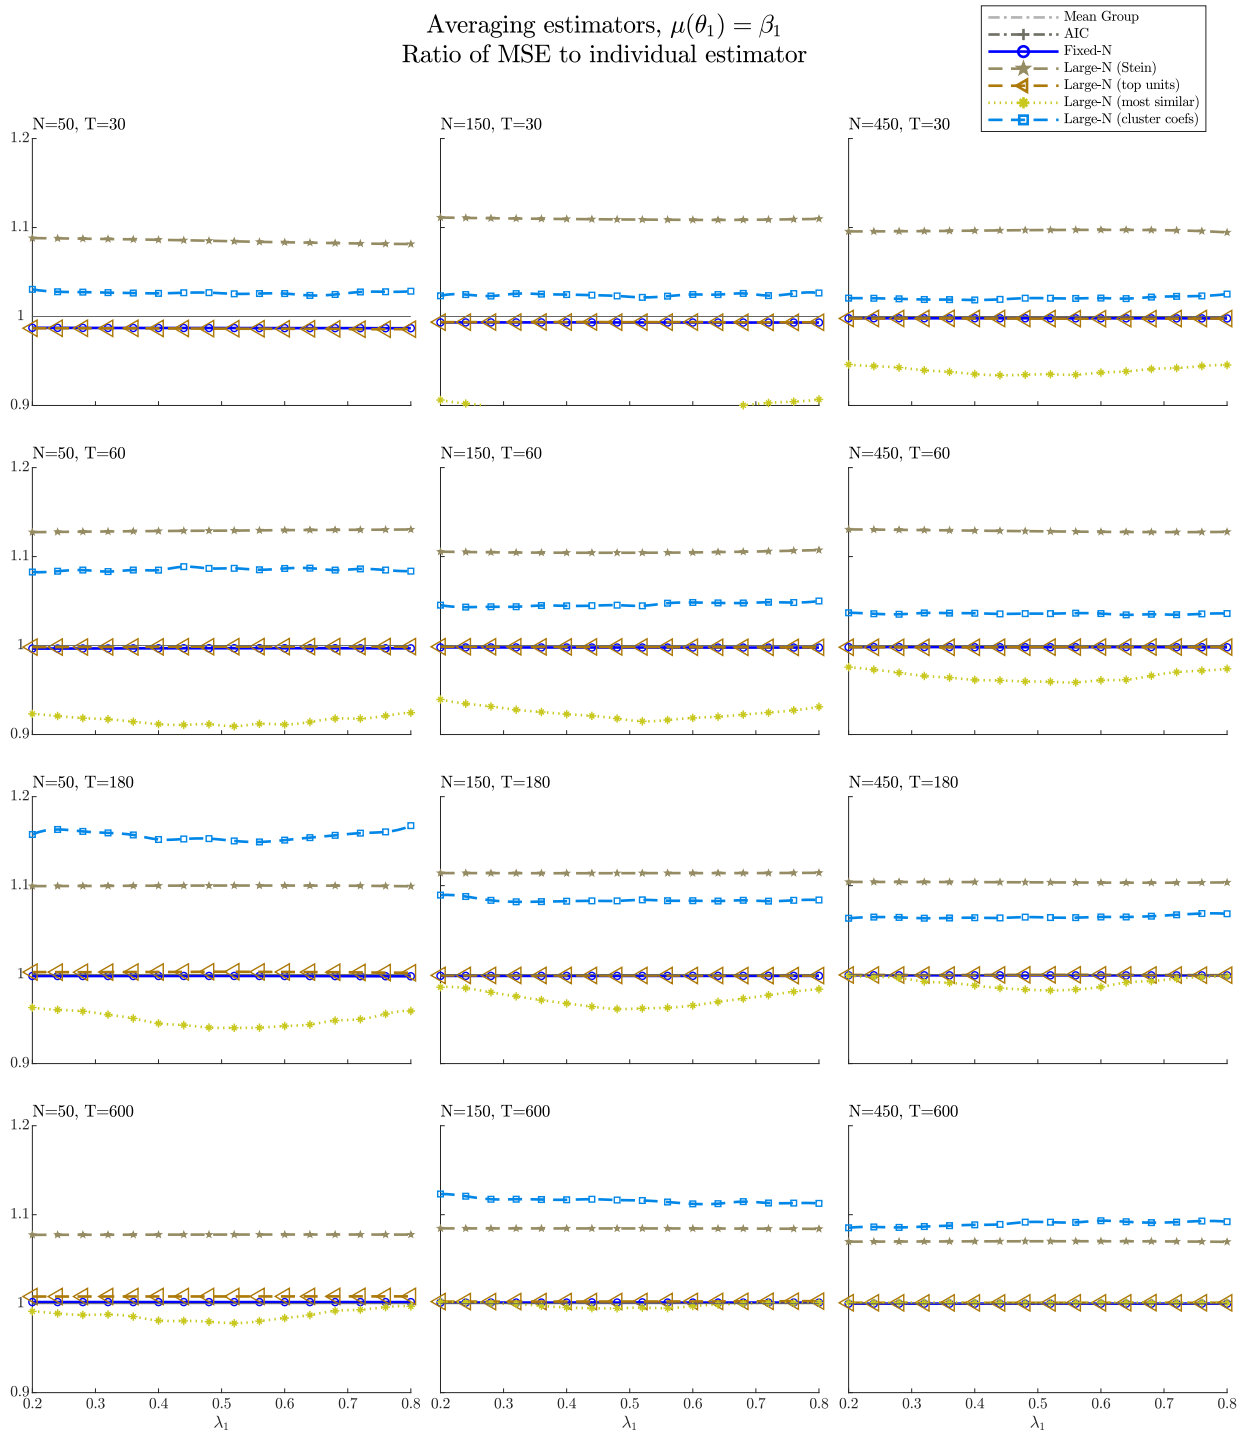 Averaging estimators, μ(θ₁) = β₁
Ratio of MSE to individual estimator
Mean Group
AIC
Fixed-N
Large-N (Stein)
Large-N (top units)
Large-N (most similar)
Large-N (cluster coefs)
N=50, T=30
N=150, T=30
N=450, T=30
1.2
1.1
1
0.9
N=50, T=60
N=150, T=60
N=450, T=60
1.2
1.1
1
0.9
N=50, T=180
N=150, T=180
N=450, T=180
1.2
1.1
1
0.9
N=50, T=600
N=150, T=600
N=450, T=600
1.2
1.1
1
0.9
0.2 0.3 0.4 0.5 0.6 0.7 0.8
0.2 0.3 0.4 0.5 0.6 0.7 0.8
0.2 0.3 0.4 0.5 0.6 0.7 0.8
λ₁
λ₁
λ₁